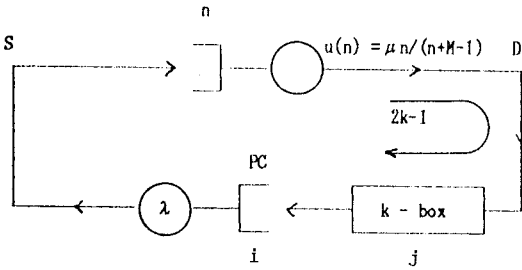 n
S
u(n) = μn/(n+M-1)
D
2k-1
PC
λ
k - box
i
j